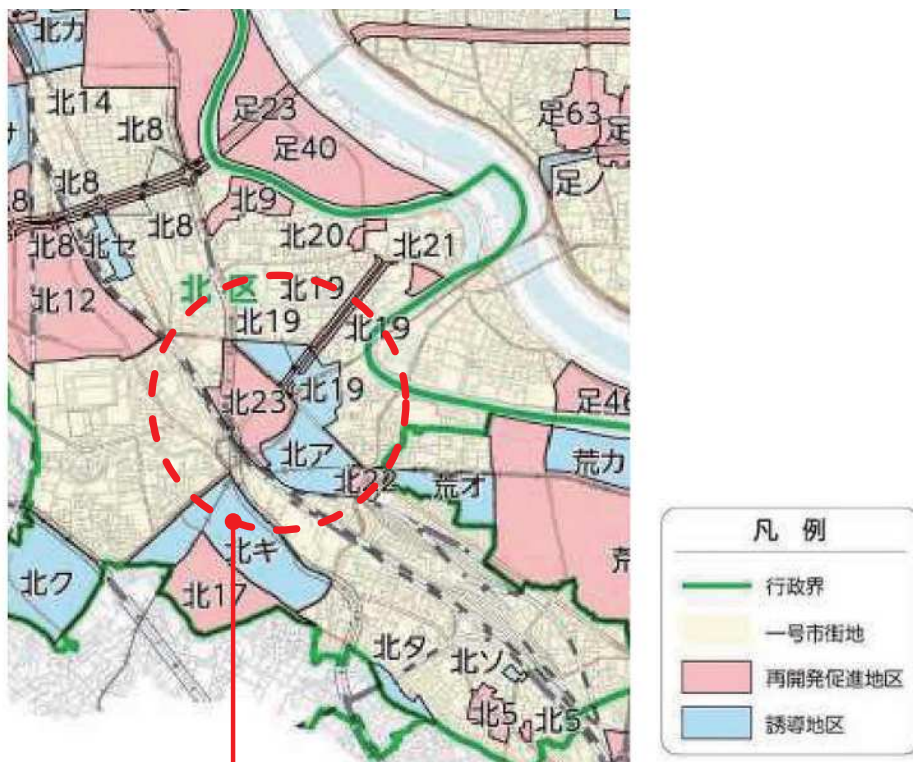 北カ
北14
足23
足63
北8
足40
足ノ
北8
北9
北8
北20
北21
北8
北セ
北区
北19
北12
北19
北19
北19
北23
足46
北ア
荒カ
北22
荒オ
北キ
北ク
北17
北タ
北ソ
北5
北5
凡 例
行政界
一号市街地
再開発促進地区
誘導地区